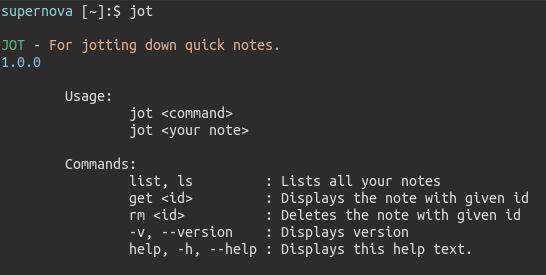 supernova [~]:$ jot
JOT - For jotting down quick notes.
1.0.0
Usage:
jot <command>
jot <your note>
Commands:
list, ls : Lists all your notes
get <id> : Displays the note with given id
rm <id> : Deletes the note with given id
-v, --version : Displays version
help, -h, --help : Displays this help text.